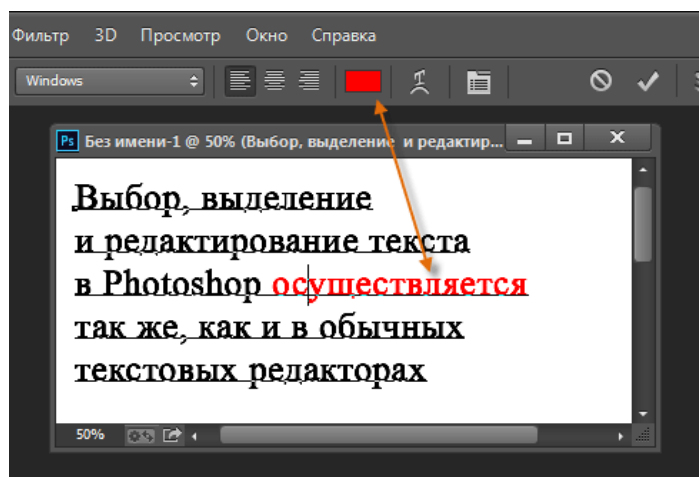 Фильтр 3D Просмотр Окно Справка
Windows
Ps Без имени-1 @ 50% (Выбор, выделение и редактир...
Выбор, выделение
и редактирование текста
в Photoshop осуществляется
так же, как и в обычных
текстовых редакторах
50%